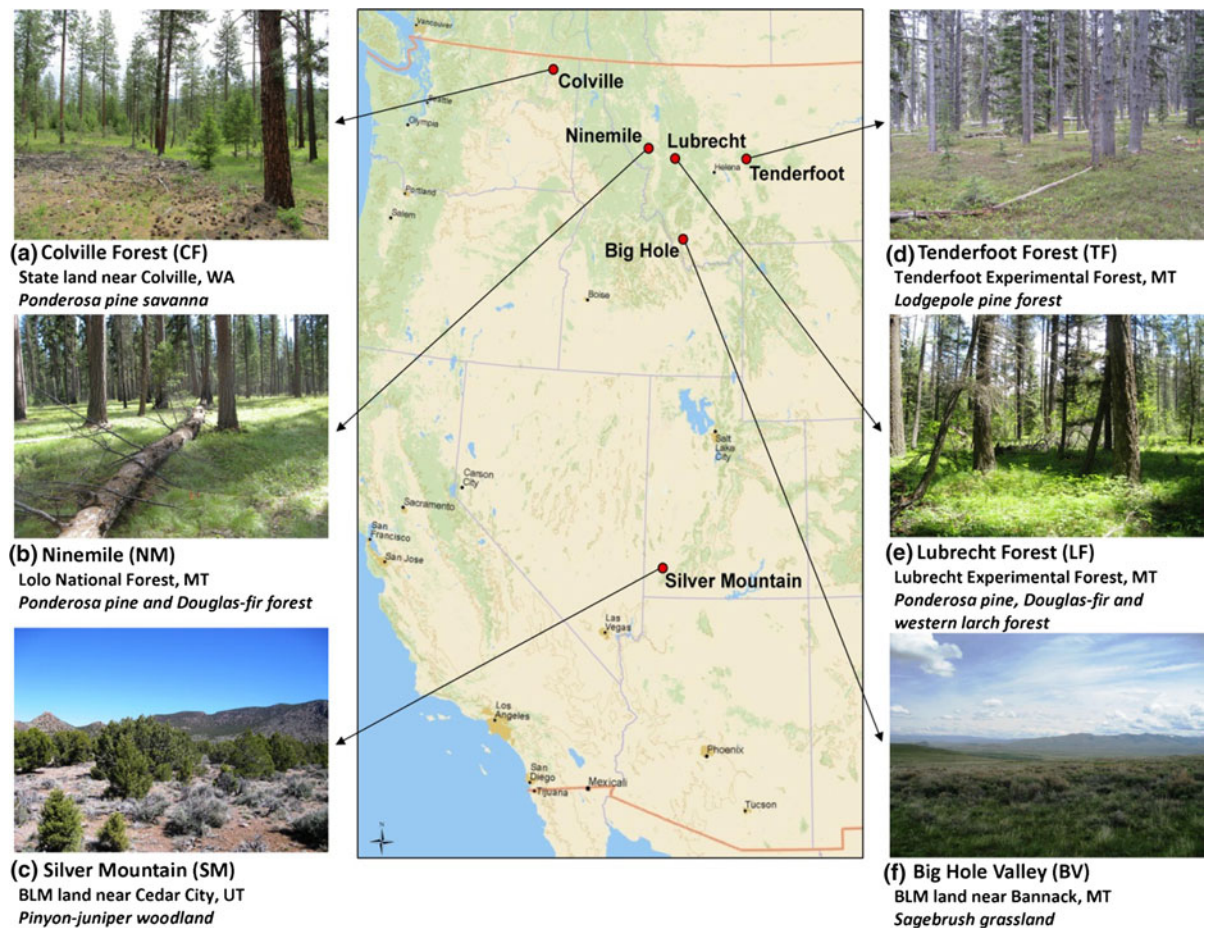 (a) Colville Forest (CF)
State land near Colville, WA
Ponderosa pine savanna
(b) Ninemile (NM)
Lolo National Forest, MT
Ponderosa pine and Douglas-fir forest
(c) Silver Mountain (SM)
BLM land near Cedar City, UT
Pinyon-juniper woodland
Vancouver
Colville
Seattle
Olympia
Ninemile
Lubrecht
Helena
Tenderfoot
Portland
Salem
Big Hole
Boise
Salt
Lake
City
Carson
City
Sacramento
San
Francisco
San Jose
Silver Mountain
Las
Vegas
Los
Angeles
Phoenix
San
Diego
Mexicali
Tijuana
Tucson
N
(d) Tenderfoot Forest (TF)
Tenderfoot Experimental Forest, MT
Lodgepole pine forest
(e) Lubrecht Forest (LF)
Lubrecht Experimental Forest, MT
Ponderosa pine, Douglas-fir and
western larch forest
(f) Big Hole Valley (BV)
BLM land near Bannack, MT
Sagebrush grassland